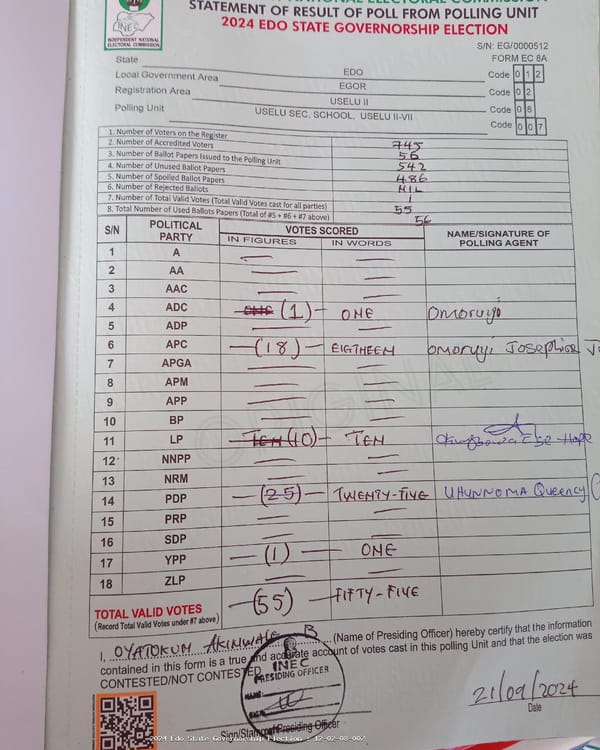 STATEMENT OF RESULT OF POLL FROM POLLING UNIT
2024 EDO STATE GOVERNORSHIP ELECTION
INEC
INDEPENDENT NATIONAL
ELECTORAL COMMISSION
S/N: EG/0000512
FORM EC 8A
State EDO Code 0 1 2
Local Government Area EGOR Code 0 2
Registration Area USELU II Code 0 8
Polling Unit USELU SEC. SCHOOL, USELU II-VII Code 0 0 7
1. Number of Voters on the Register 745
2. Number of Accredited Voters 56
3. Number of Ballot Papers Issued to the Polling Unit 542
4. Number of Unused Ballot Papers 486
5. Number of Spoiled Ballot Papers NIL
6. Number of Rejected Ballots 1
7. Number of Total Valid Votes (Total Valid Votes cast for all parties) 55
8. Total Number of Used Ballots Papers (Total of #5 + #6 + #7 above) 56
S/N POLITICAL PARTY VOTES SCORED NAME/SIGNATURE OF POLLING AGENT
IN FIGURES IN WORDS
1 A — —
2 AA — —
3 AAC — —
4 ADC ONE (1) — ONE Omoruyi
5 ADP — —
6 APC — (18) — EIGTHEEN Omoruyi Josephine
7 APGA — —
8 APM — —
9 APP — —
10 BP — —
11 LP — TEN (10) — TEN
12 NNPP — —
13 NRM — —
14 PDP — (25) — TWENTY-FIVE UHUNNOMA Queency
15 PRP — —
16 SDP — —
17 YPP — (1) — ONE
18 ZLP — —
TOTAL VALID VOTES — (55) — FIFTY-FIVE
(Record Total Valid Votes under #7 above)
ORIGINAL
I, OYATOKUN AKINWALE B (Name of Presiding Officer) hereby certify that the information
contained in this form is a true and accurate account of votes cast in this polling Unit and that the election was
CONTESTED/NOT CONTESTED
INEC
PRESIDING OFFICER
21/09/2024
Date
Sign/Stamp of Presiding Officer
2024 Edo State Governorship Election : 12-02-08-007